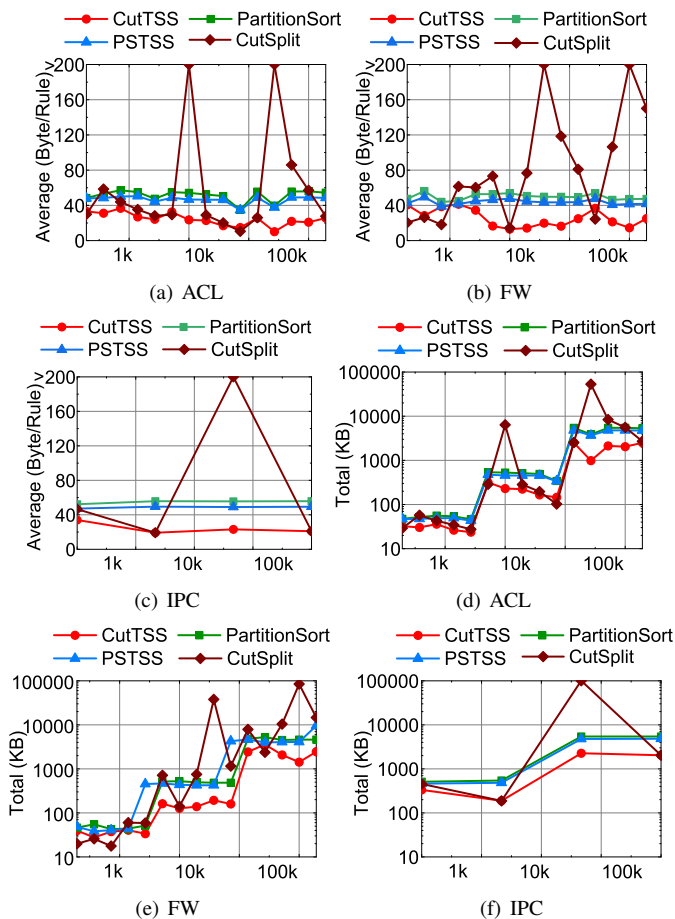 CutTSS PartitionSort CutTSS PartitionSort
PSTSS CutSplit PSTSS CutSplit
Average (Byte/Rule) >200 160 120 80 40 0
1k 10k 100k
Average (Byte/Rule) >200 160 120 80 40 0
1k 10k 100k
(a) ACL (b) FW
CutTSS PartitionSort CutTSS PartitionSort
PSTSS CutSplit PSTSS CutSplit
Average (Byte/Rule) >200 160 120 80 40 0
1k 10k 100k
Total (KB) 100000 10000 1000 100 10
1k 10k 100k
(c) IPC (d) ACL
CutTSS PartitionSort CutTSS PartitionSort
PSTSS CutSplit PSTSS CutSplit
Total (KB) 100000 10000 1000 100 10
1k 10k 100k
Total (KB) 100000 10000 1000 100 10
1k 10k 100k
(e) FW (f) IPC